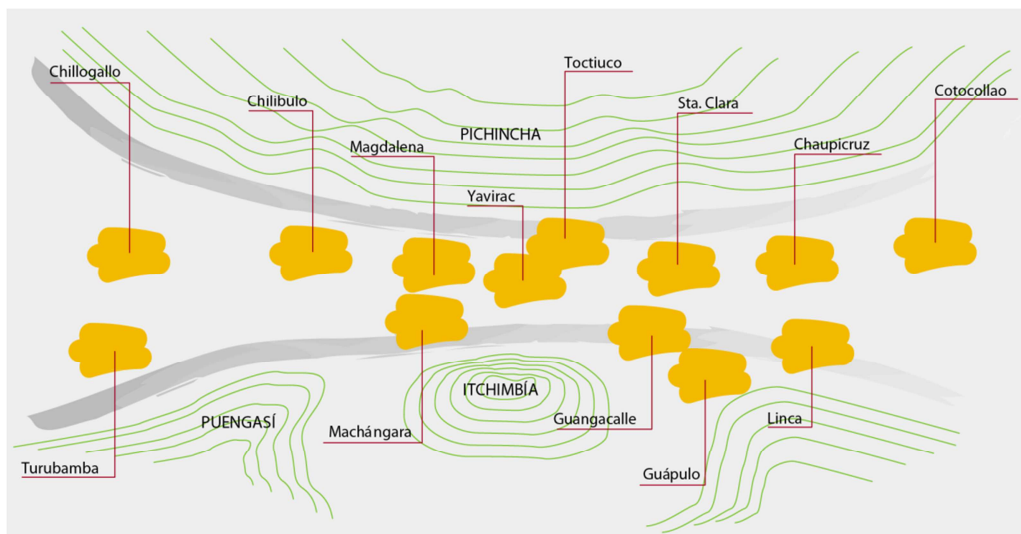 Toctiuco
Chillogallo
Cotocollao
Chilibulo
Sta. Clara
PICHINCHA
Magdalena
Chaupicruz
Yavirac
ITCHIMBÍA
PUENGASÍ
Guangacalle
Linca
Machángara
Turubamba
Guápulo